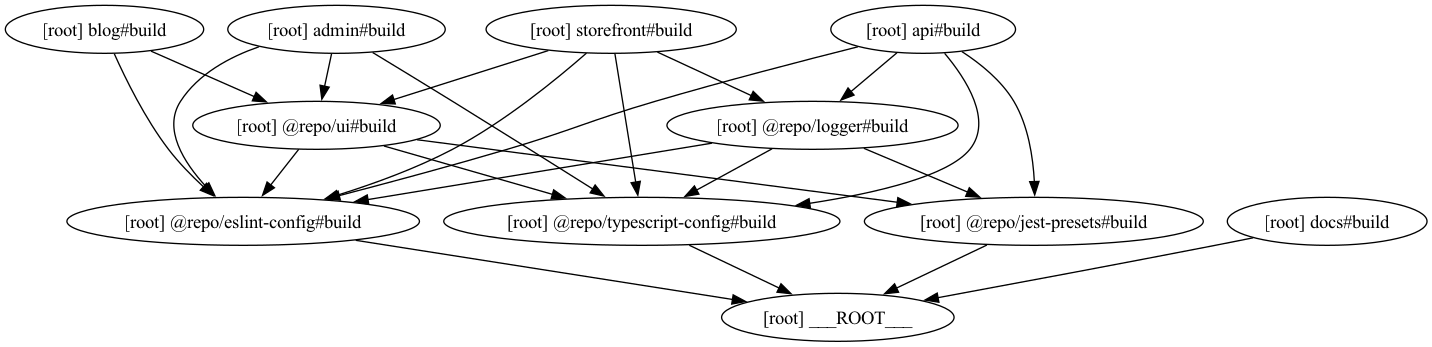 [root] blog#build
[root] admin#build
[root] storefront#build
[root] api#build
[root] @repo/ui#build
[root] @repo/logger#build
[root] @repo/eslint-config#build
[root] @repo/typescript-config#build
[root] @repo/jest-presets#build
[root] docs#build
[root] ___ROOT___